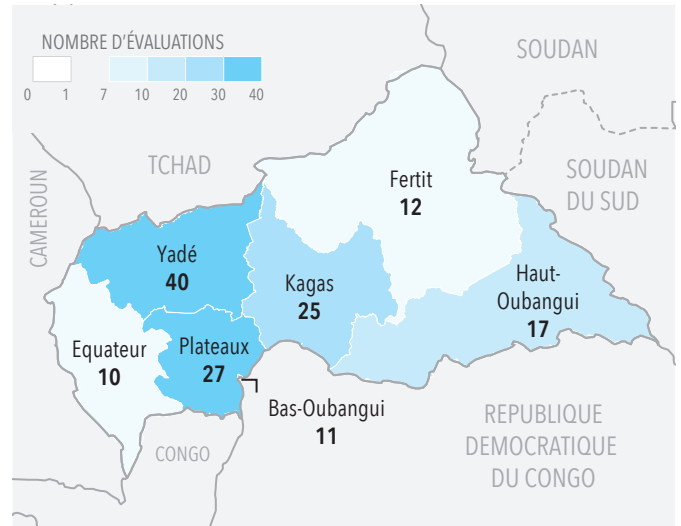 NOMBRE D'ÉVALUATIONS
0 1 7 10 20 30 40
SOUDAN
TCHAD
CAMEROUN
SOUDAN
DU SUD
Fertit
12
Yadé
40
Kagas
25
Haut-
Oubangui
17
Equateur
10
Plateaux
27
Bas-Oubangui
11
CONGO
REPUBLIQUE
DEMOCRATIQUE
DU CONGO